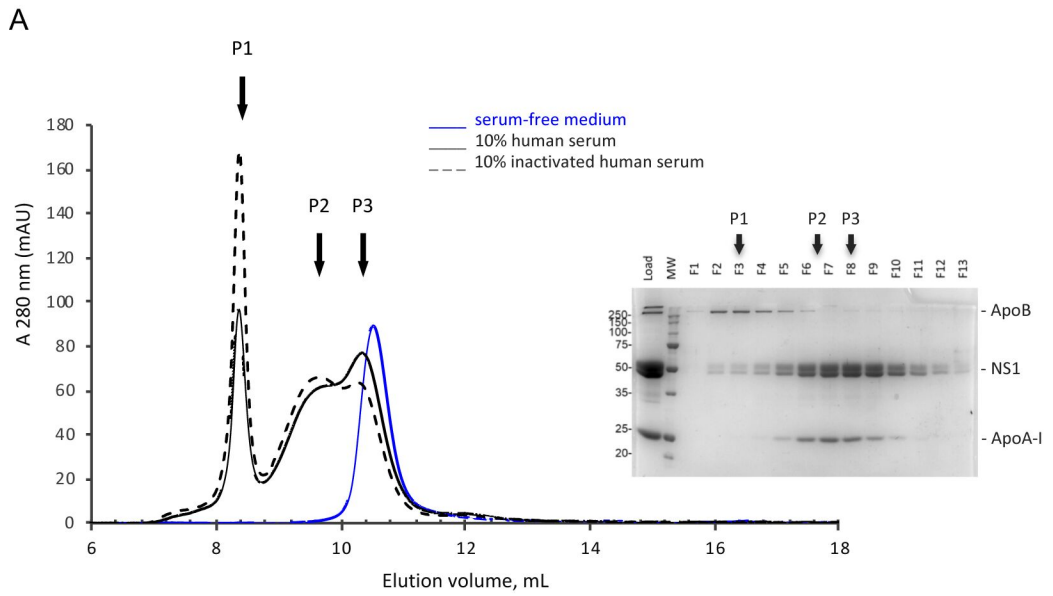 A
P1
serum-free medium
10% human serum
10% inactivated human serum
P2 P3
180
160
140
120
100
80
60
40
20
0
A 280 nm (mAU)
6 8 10 12 14 16 18
Elution volume, mL
P1 P2 P3
Load MW F1 F2 F3 F4 F5 F6 F7 F8 F9 F10 F11 F12 F13
250-
150-
100-
75-
50-
35-
25-
20-
- ApoB
- NS1
- ApoA-I